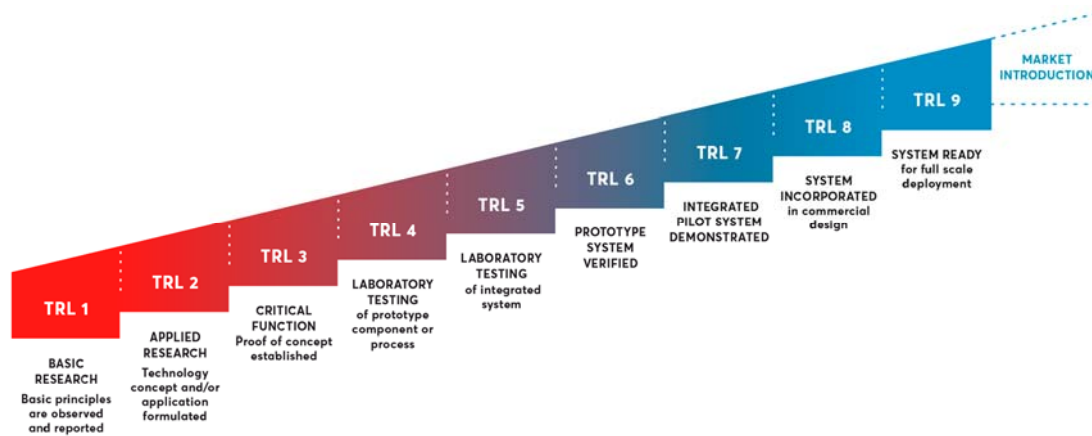 TRL 1
BASIC
RESEARCH
Basic principles
are observed
and reported
TRL 2
APPLIED
RESEARCH
Technology
concept and/or
application
formulated
TRL 3
CRITICAL
FUNCTION
Proof of concept
established
TRL 4
LABORATORY
TESTING
of prototype
component or
process
TRL 5
LABORATORY
TESTING
of integrated
system
TRL 6
PROTOTYPE
SYSTEM
VERIFIED
TRL 7
INTEGRATED
PILOT SYSTEM
DEMONSTRATED
TRL 8
SYSTEM
INCORPORATED
in commercial
design
TRL 9
SYSTEM READY
for full scale
deployment
MARKET
INTRODUCTION